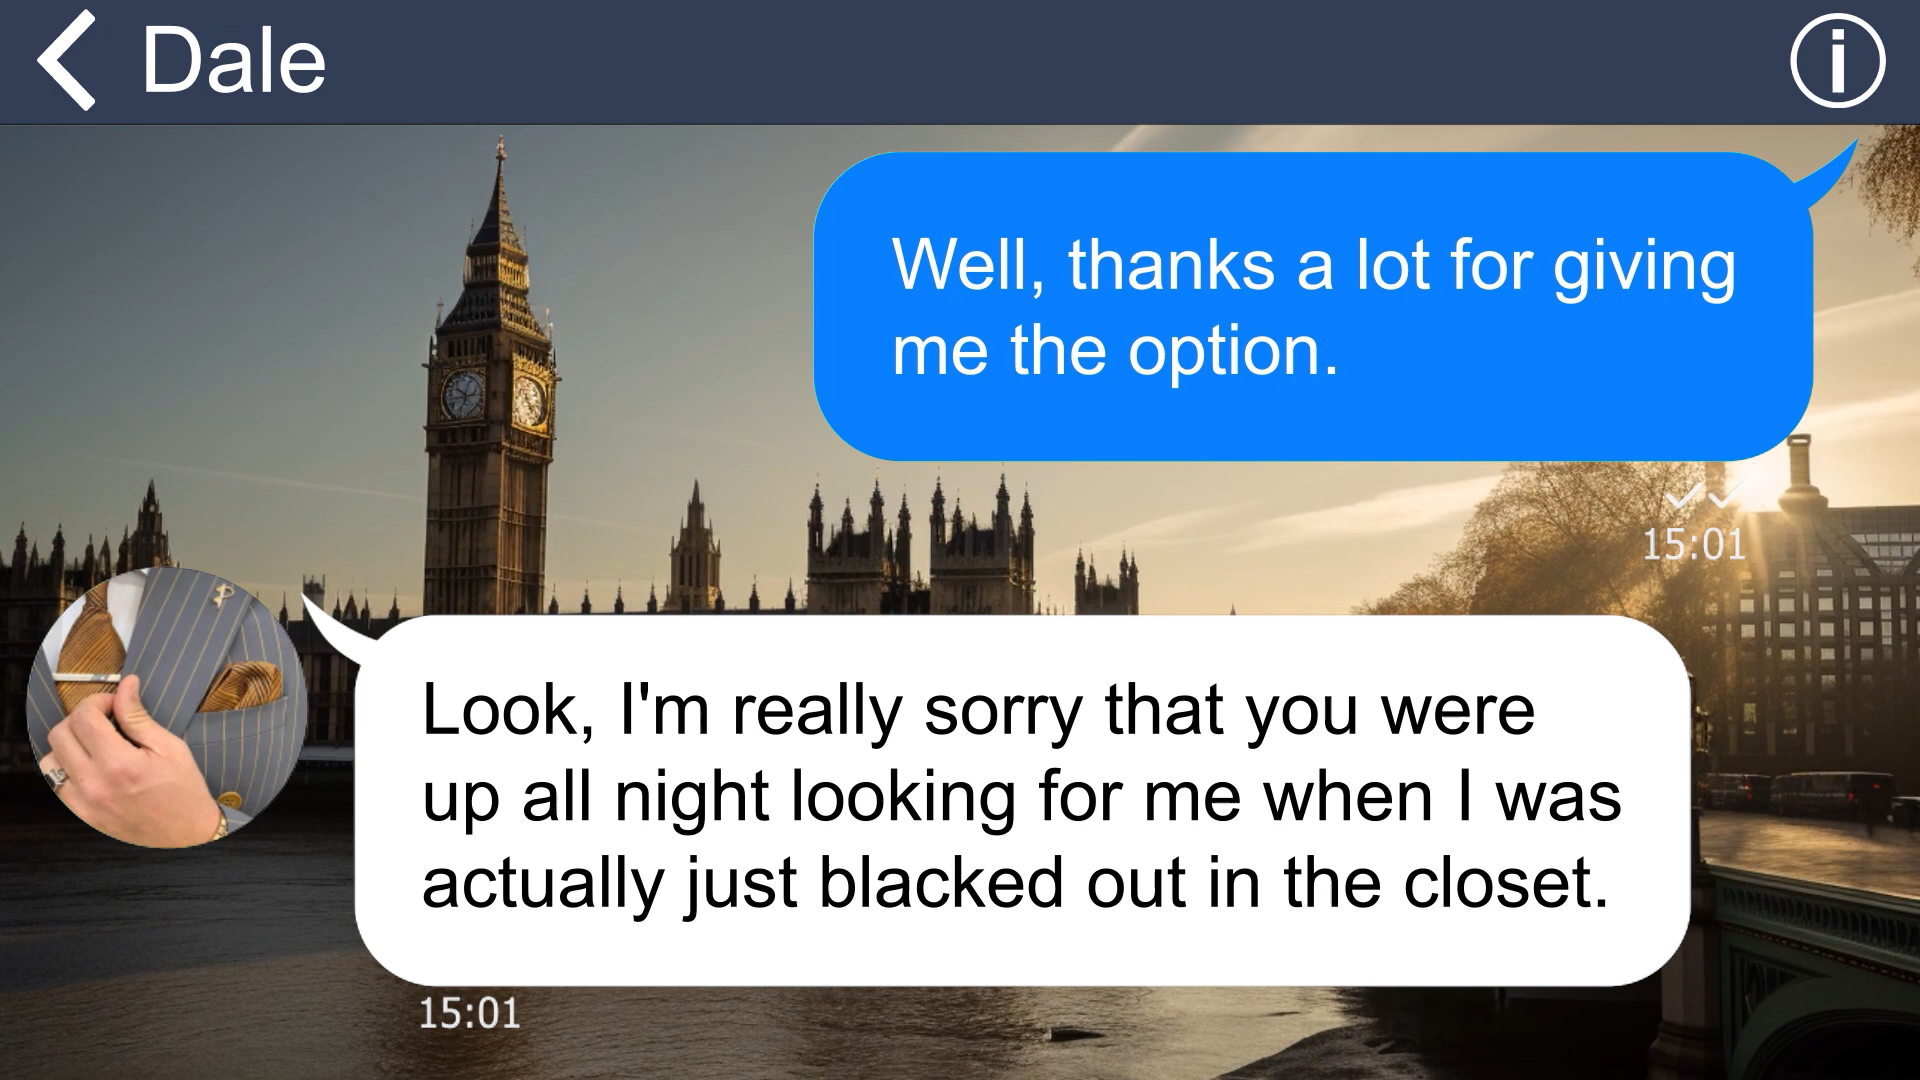 Dale
Well, thanks a lot for giving
me the option.
15:01
Look, I'm really sorry that you were
up all night looking for me when I was
actually just blacked out in the closet.
15:01